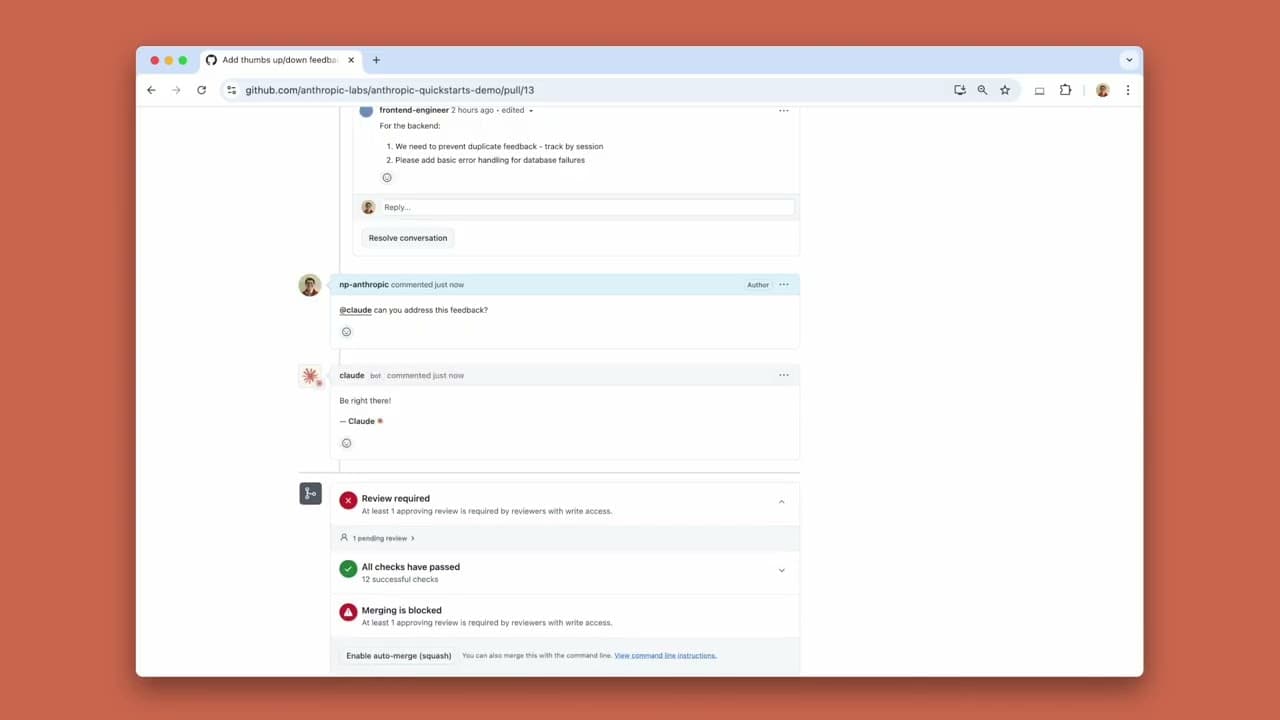 Add thumbs up/down feedba
github.com/anthropic-labs/anthropic-quickstarts-demo/pull/13
frontend-engineer 2 hours ago • edited
For the backend:
1. We need to prevent duplicate feedback - track by session
2. Please add basic error handling for database failures
Reply...
Resolve conversation
np-anthropic commented just now
Author
@claude can you address this feedback?
claude bot commented just now
Be right there!
— Claude
Review required
At least 1 approving review is required by reviewers with write access.
1 pending review
All checks have passed
12 successful checks
Merging is blocked
At least 1 approving review is required by reviewers with write access.
Enable auto-merge (squash) You can also merge this with the command line. View command line instructions.